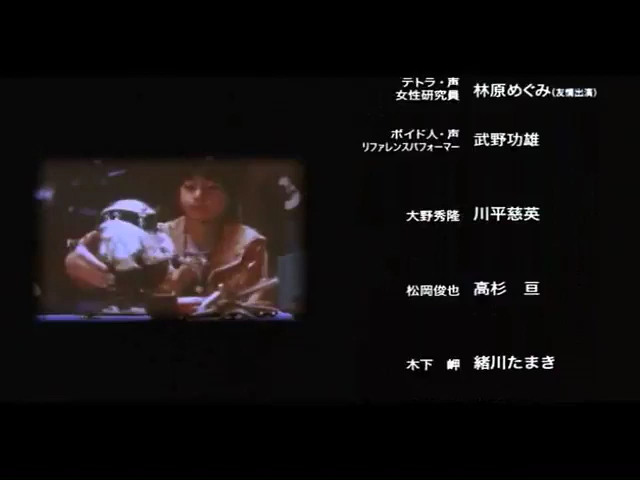 テトラ・声
女性研究員 林原めぐみ(友情出演)
ボイド人・声
リファレンスパフォーマー 武野功雄
大野秀隆 川平慈英
松岡俊也 高杉 亘
木下 岬 緒川たまき